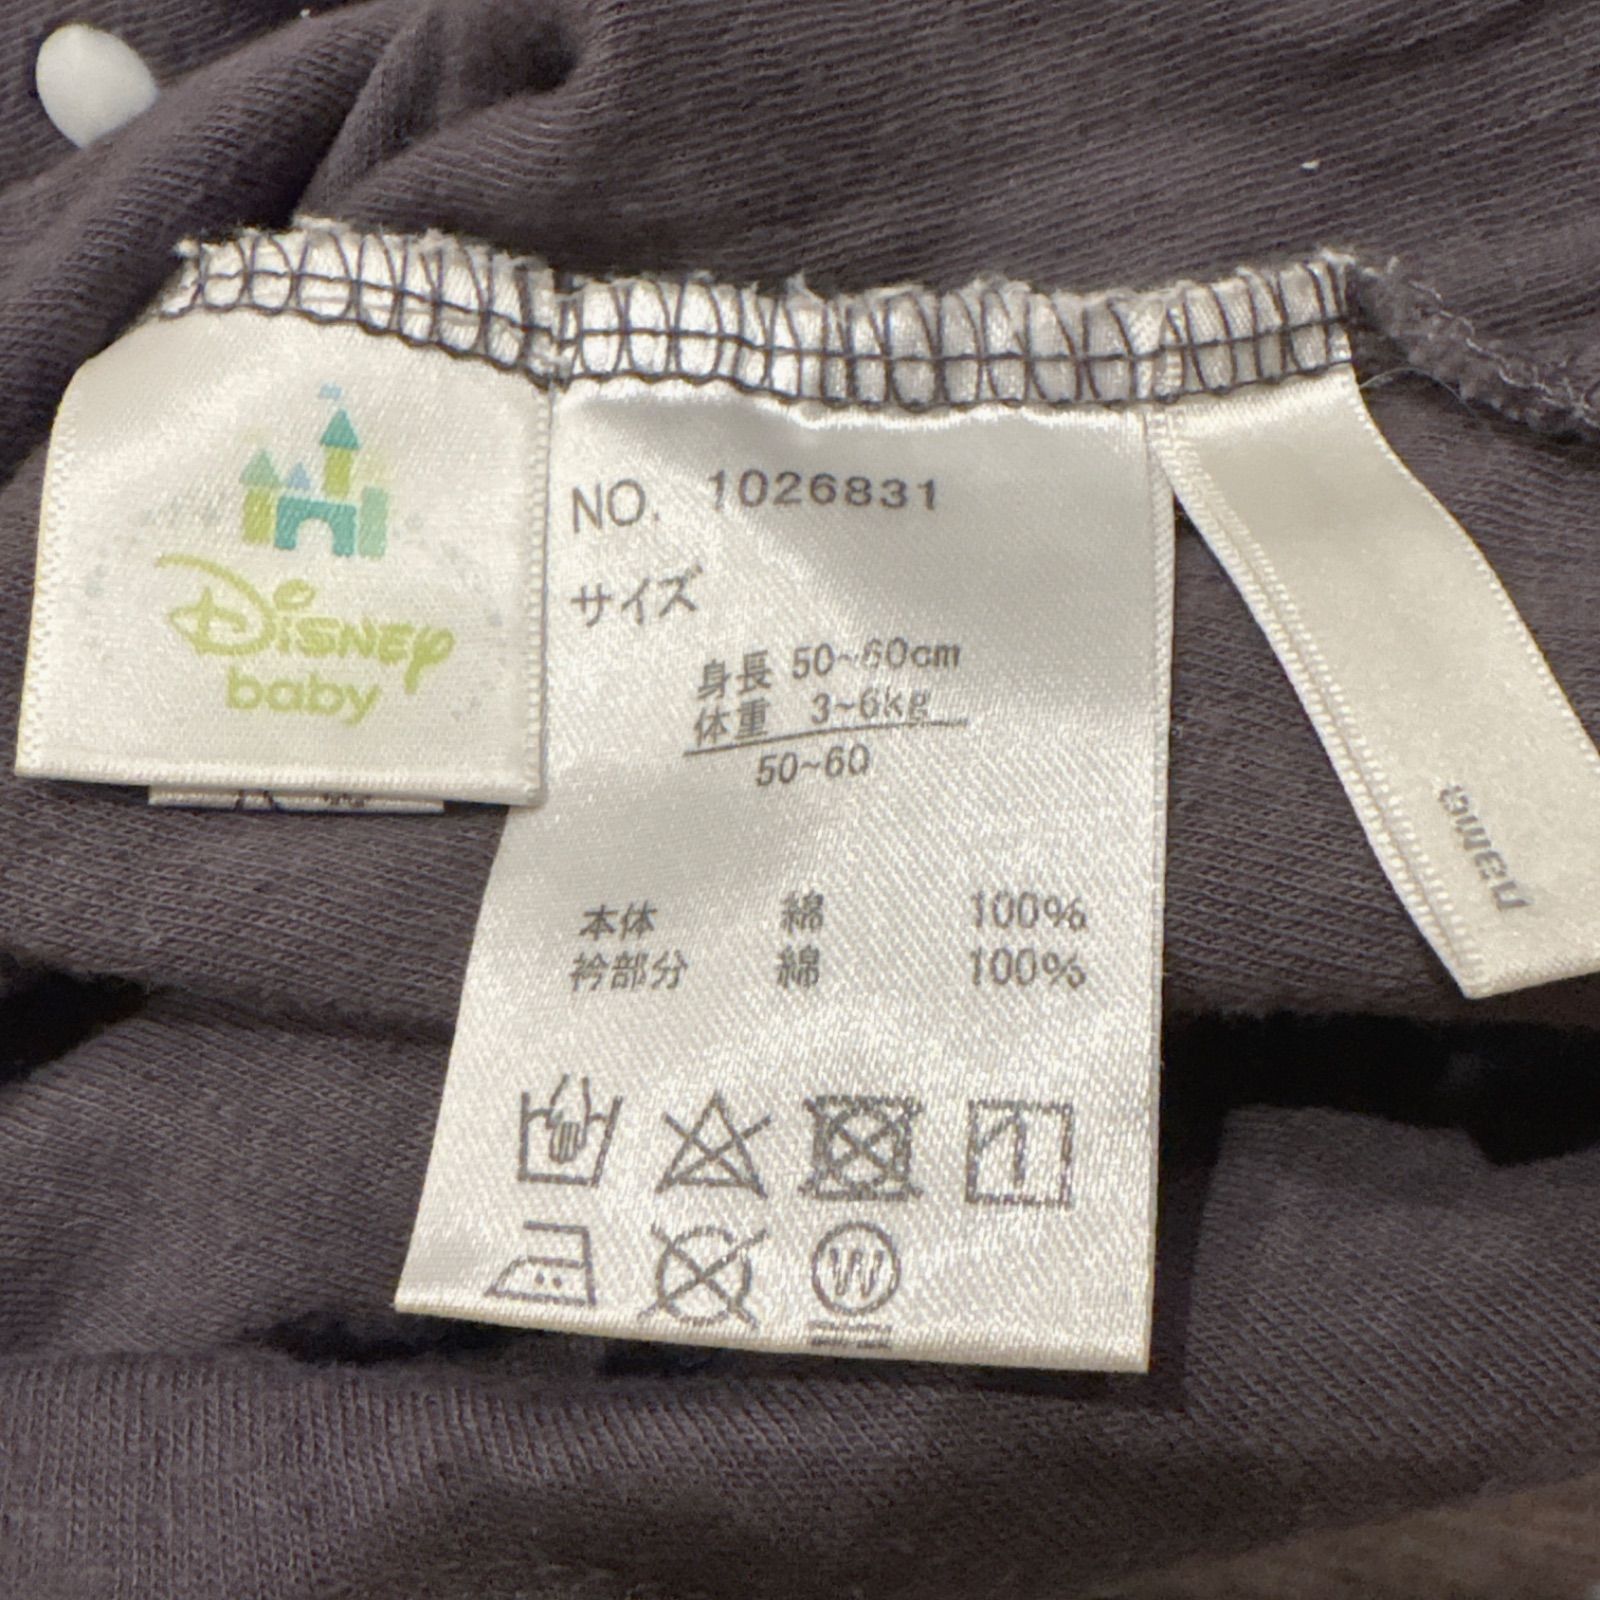 Disney
baby
NO. 1026831
サイズ
身長 50~60cm
体重 3~6kg
50~60
本体 綿 100%
衿部分 綿 100%
W